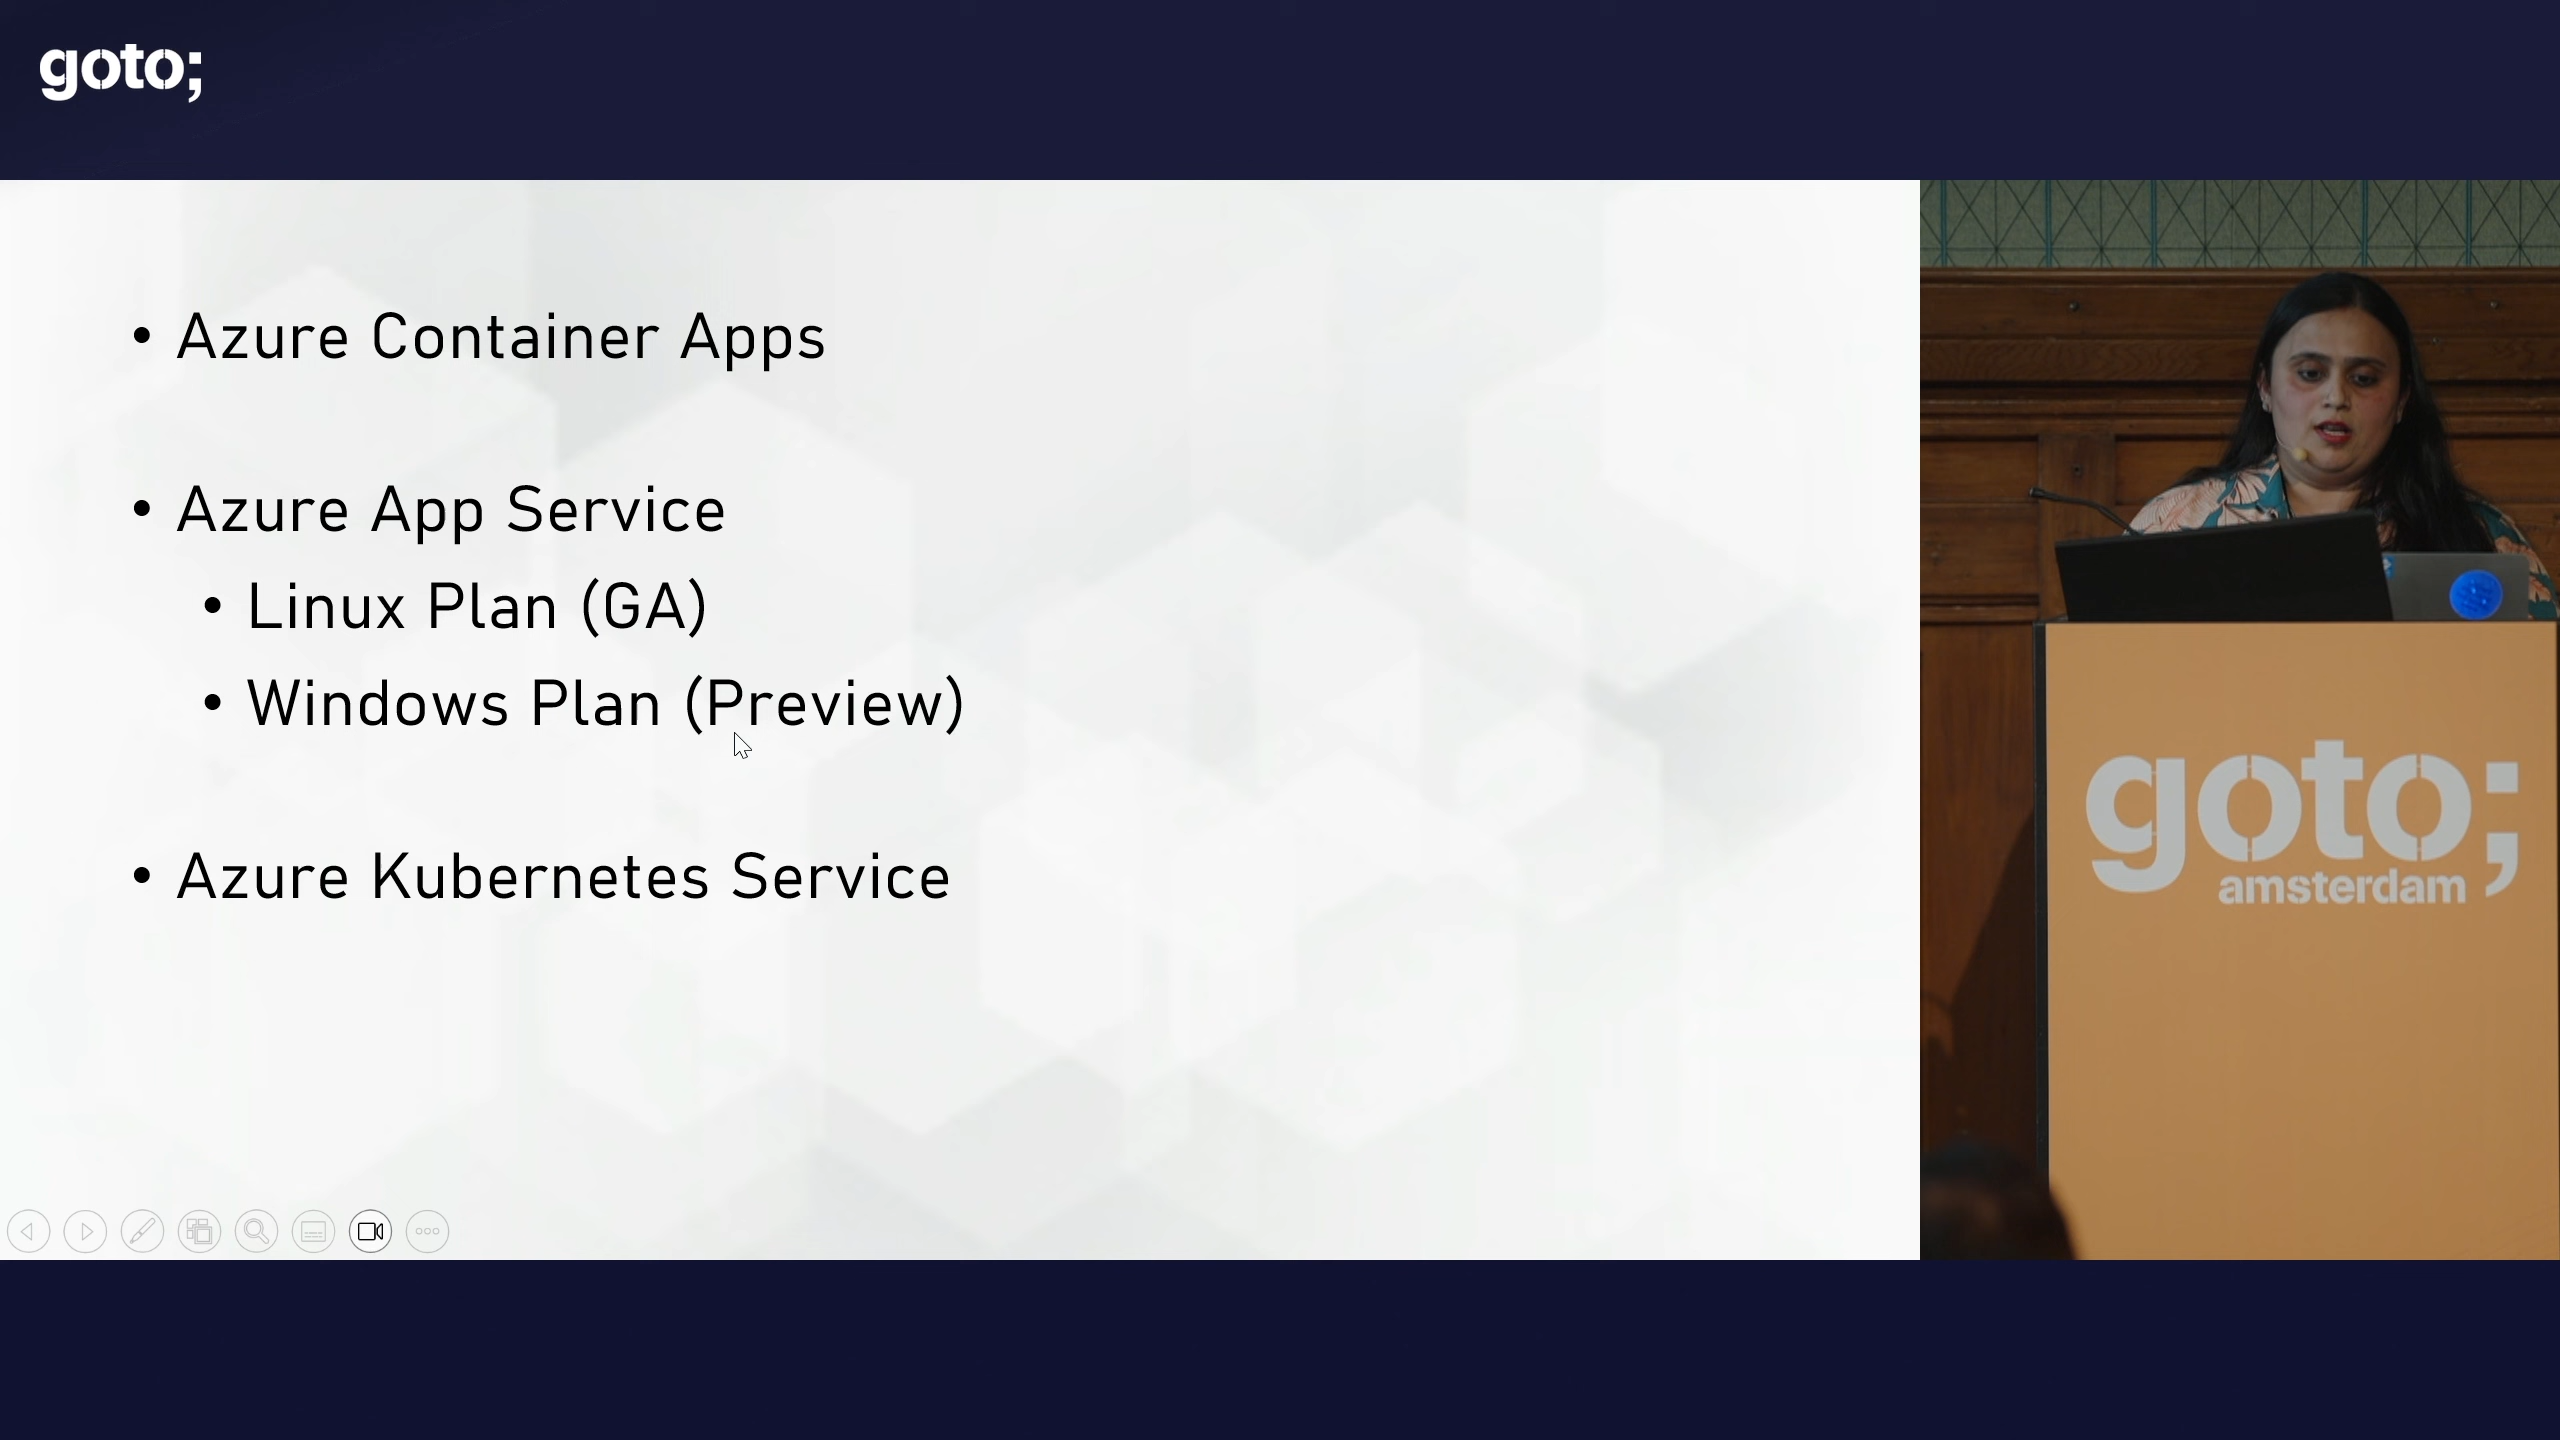 goto;
• Azure Container Apps
• Azure App Service
• Linux Plan (GA)
• Windows Plan (Preview)
• Azure Kubernetes Service
goto;
amsterdam